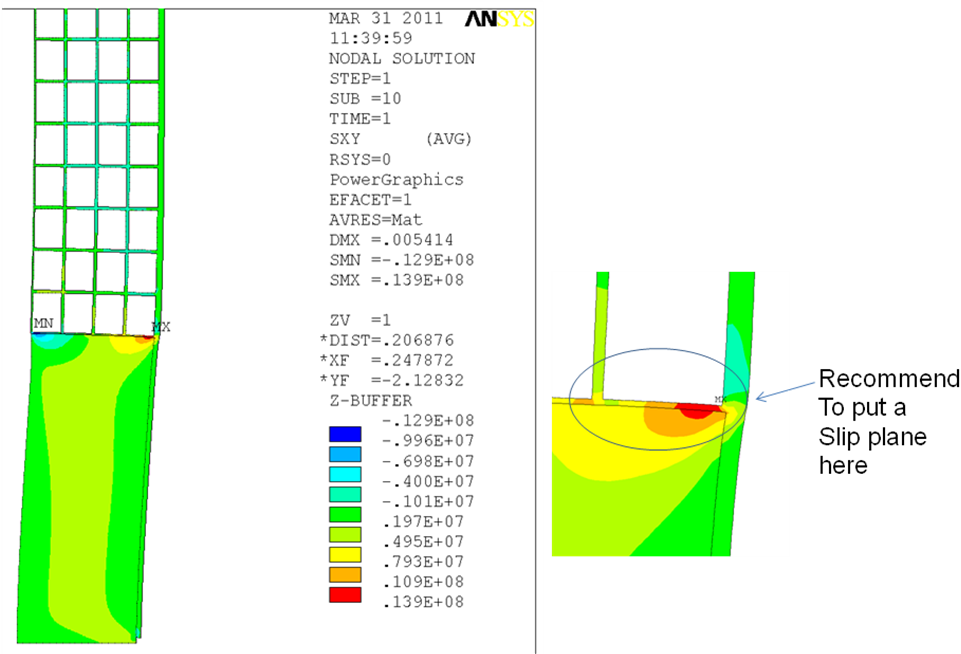 MAR 31 2011 ANSYS
11:39:59
NODAL SOLUTION
STEP=1
SUB =10
TIME=1
SXY (AVG)
RSYS=0
PowerGraphics
EFACET=1
AVRES=Mat
DMX =.005414
SMN =-.129E+08
SMX =.139E+08
ZV =1
*DIST=.206876
*XF =.247872
*YF =-2.12832
Z-BUFFER
-.129E+08
-.996E+07
-.698E+07
-.400E+07
-.101E+07
.197E+07
.495E+07
.793E+07
.109E+08
.139E+08
MN
MX
MX
Recommend
To put a
Slip plane
here